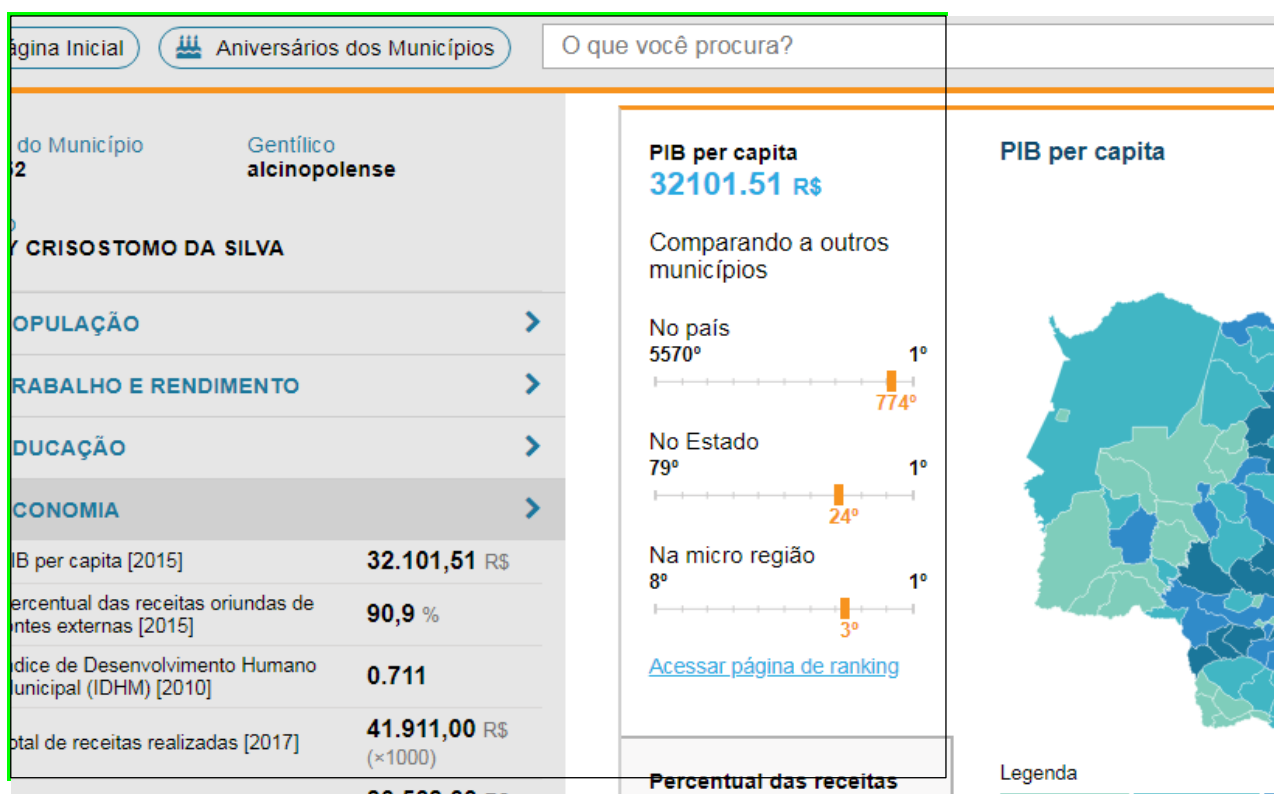 ágina Inicial
Aniversários dos Municípios
O que você procura?
do Município
Gentílico
2
alcinopolense
CRISOSTOMO DA SILVA
OPULAÇÃO
RABALHO E RENDIMENTO
DUCAÇÃO
CONOMIA
IB per capita [2015]
32.101,51 R$
ercentual das receitas oriundas de
ntes externas [2015]
90,9 %
dice de Desenvolvimento Humano
unicipal (IDHM) [2010]
0.711
otal de receitas realizadas [2017]
41.911,00 R$
(×1000)
PIB per capita
32101.51 R$
Comparando a outros
municípios
No país
5570º
1º
774º
No Estado
79º
1º
24º
Na micro região
8º
1º
3º
Acessar página de ranking
Percentual das receitas
PIB per capita
Legenda